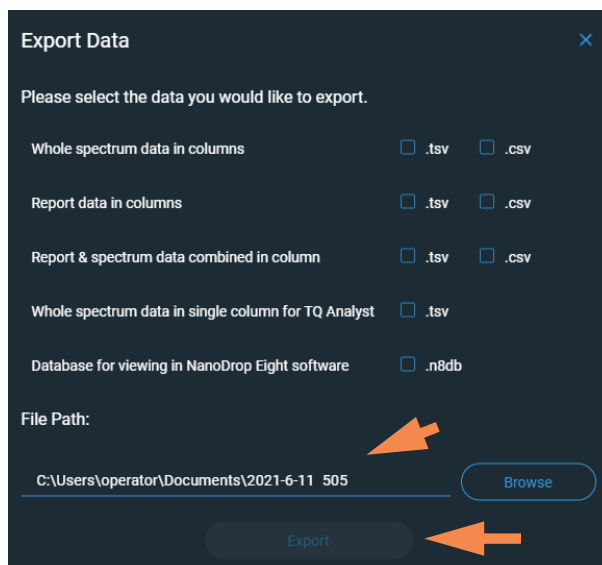 Export Data
Please select the data you would like to export.
Whole spectrum data in columns .tsv .csv
Report data in columns .tsv .csv
Report & spectrum data combined in column .tsv .csv
Whole spectrum data in single column for TQ Analyst .tsv
Database for viewing in NanoDrop Eight software .n8db
File Path:
C:\Users\operator\Documents\2021-6-11  505 Browse
Export